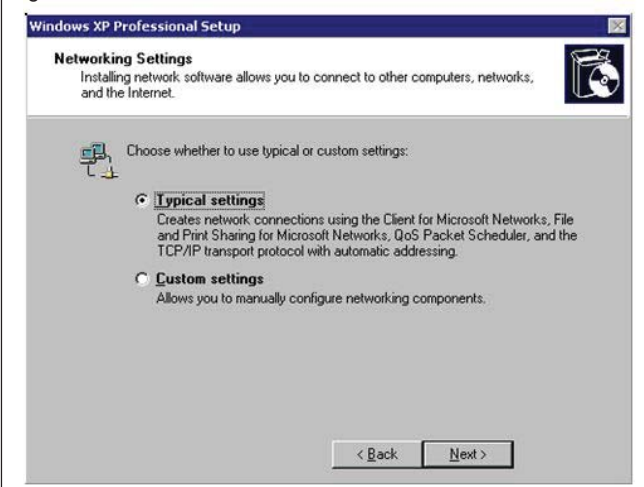 Windows XP Professional Setup
Networking Settings
Installing network software allows you to connect to other computers, networks,
and the Internet.
Choose whether to use typical or custom settings:
Typical settings
Creates network connections using the Client for Microsoft Networks, File
and Print Sharing for Microsoft Networks, QoS Packet Scheduler, and the
TCP/IP transport protocol with automatic addressing.
Custom settings
Allows you to manually configure networking components.
< Back
Next >